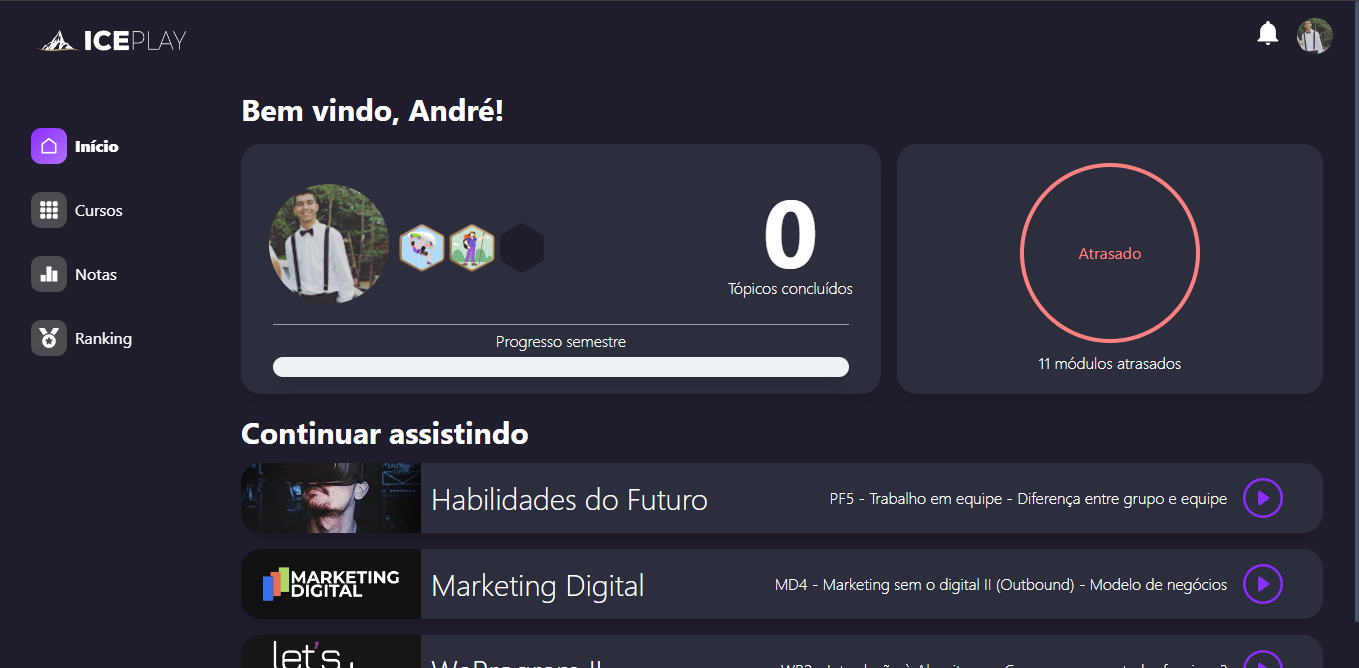 ICEPLAY
Bem vindo, André!
Início
Cursos
Notas
Ranking
0
Tópicos concluídos
Progresso semestre
Atrasado
11 módulos atrasados
Continuar assistindo
Habilidades do Futuro
PF5 - Trabalho em equipe - Diferença entre grupo e equipe
MARKETING
DIGITAL
Marketing Digital
MD4 - Marketing sem o digital II (Outbound) - Modelo de negócios
let's